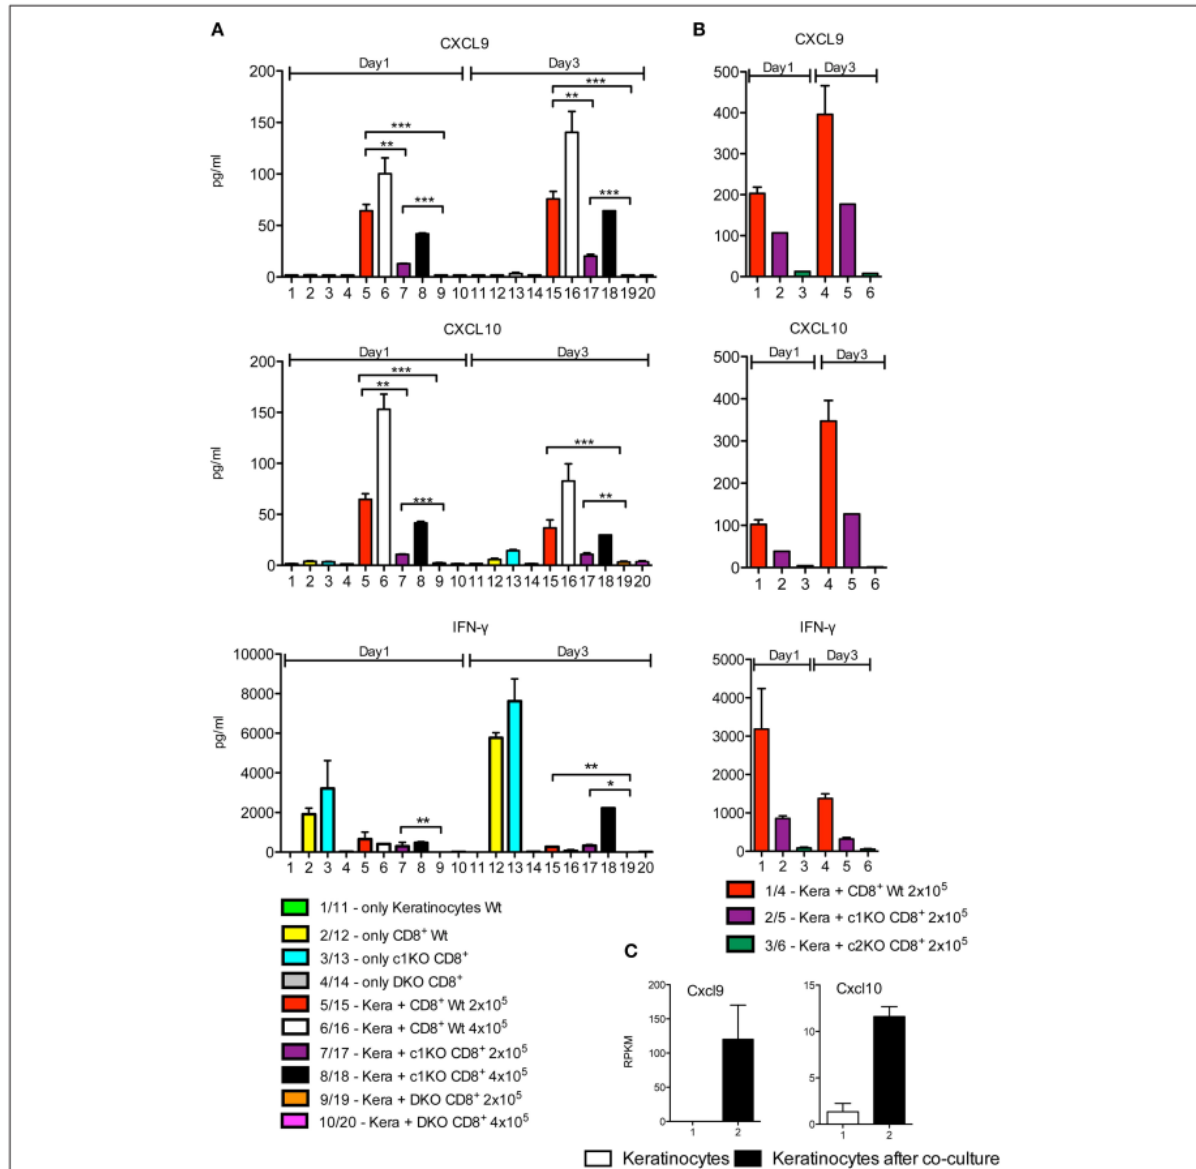 A
CXCL9
Day1 Day3
200
150
100
50
0
pg/ml
*** ** *** *** ** ***
1 2 3 4 5 6 7 8 9 10 11 12 13 14 15 16 17 18 19 20
CXCL10
Day1 Day3
200
150
100
50
0
pg/ml
*** ** *** *** **
1 2 3 4 5 6 7 8 9 10 11 12 13 14 15 16 17 18 19 20
IFN-γ
Day1 Day3
10000
8000
6000
4000
2000
0
pg/ml
** ** *
1 2 3 4 5 6 7 8 9 10 11 12 13 14 15 16 17 18 19 20
1/11 - only Keratinocytes Wt
2/12 - only CD8⁺ Wt
3/13 - only c1KO CD8⁺
4/14 - only DKO CD8⁺
5/15 - Kera + CD8⁺ Wt 2x10⁵
6/16 - Kera + CD8⁺ Wt 4x10⁵
7/17 - Kera + c1KO CD8⁺ 2x10⁵
8/18 - Kera + c1KO CD8⁺ 4x10⁵
9/19 - Kera + DKO CD8⁺ 2x10⁵
10/20 - Kera + DKO CD8⁺ 4x10⁵
B
CXCL9
Day1 Day3
500
400
300
200
100
0
1 2 3 4 5 6
CXCL10
Day1 Day3
500
400
300
200
100
0
1 2 3 4 5 6
IFN-γ
Day1 Day3
5000
4000
3000
2000
1000
0
1 2 3 4 5 6
1/4 - Kera + CD8⁺ Wt 2x10⁵
2/5 - Kera + c1KO CD8⁺ 2x10⁵
3/6 - Kera + c2KO CD8⁺ 2x10⁵
C
Cxcl9
200
150
100
50
0
RPKM
1 2
Cxcl10
15
10
5
0
1 2
Keratinocytes Keratinocytes after co-culture